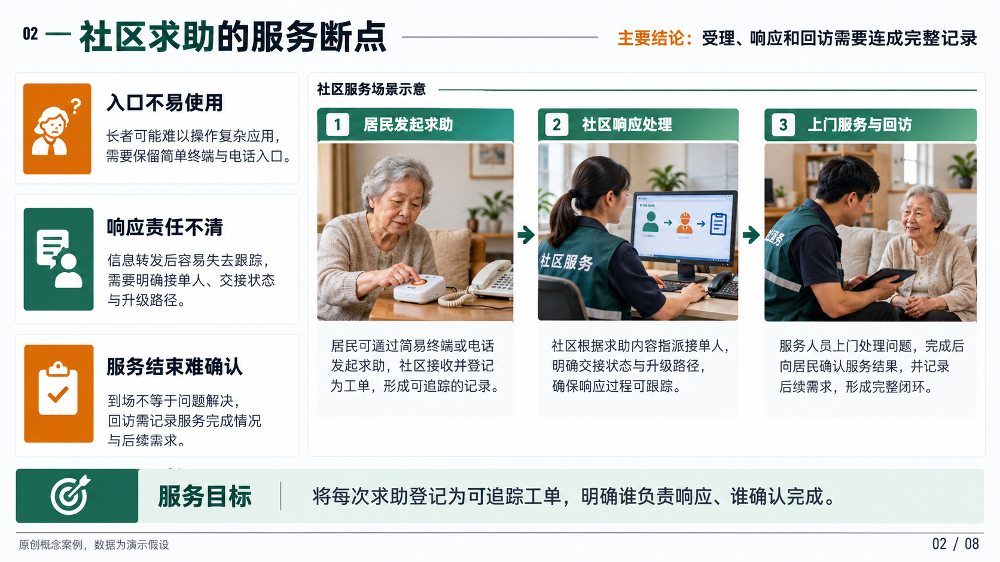 02 — 社区求助的服务断点
主要结论：受理、响应和回访需要连成完整记录
入口不易使用
长者可能难以操作复杂应用，
需要保留简单终端与电话入口。
响应责任不清
信息转发后容易失去跟踪，
需要明确接单人、交接状态
与升级路径。
服务结束难确认
到场不等于问题解决，
回访需记录服务完成情况
与后续需求。
社区服务场景示意
1 居民发起求助
社区服务
居民可通过简易终端或电话
发起求助，社区接收并登记
为工单，形成可追踪的记录。
2 社区响应处理
社区根据求助内容指派接单人，
明确交接状态与升级路径，
确保响应过程可跟踪。
3 上门服务与回访
服务人员上门处理问题，完成后
向居民确认服务结果，并记录
后续需求，形成完整闭环。
服务目标
将每次求助登记为可追踪工单，明确谁负责响应、谁确认完成。
原创概念案例，数据为演示假设
02 / 08